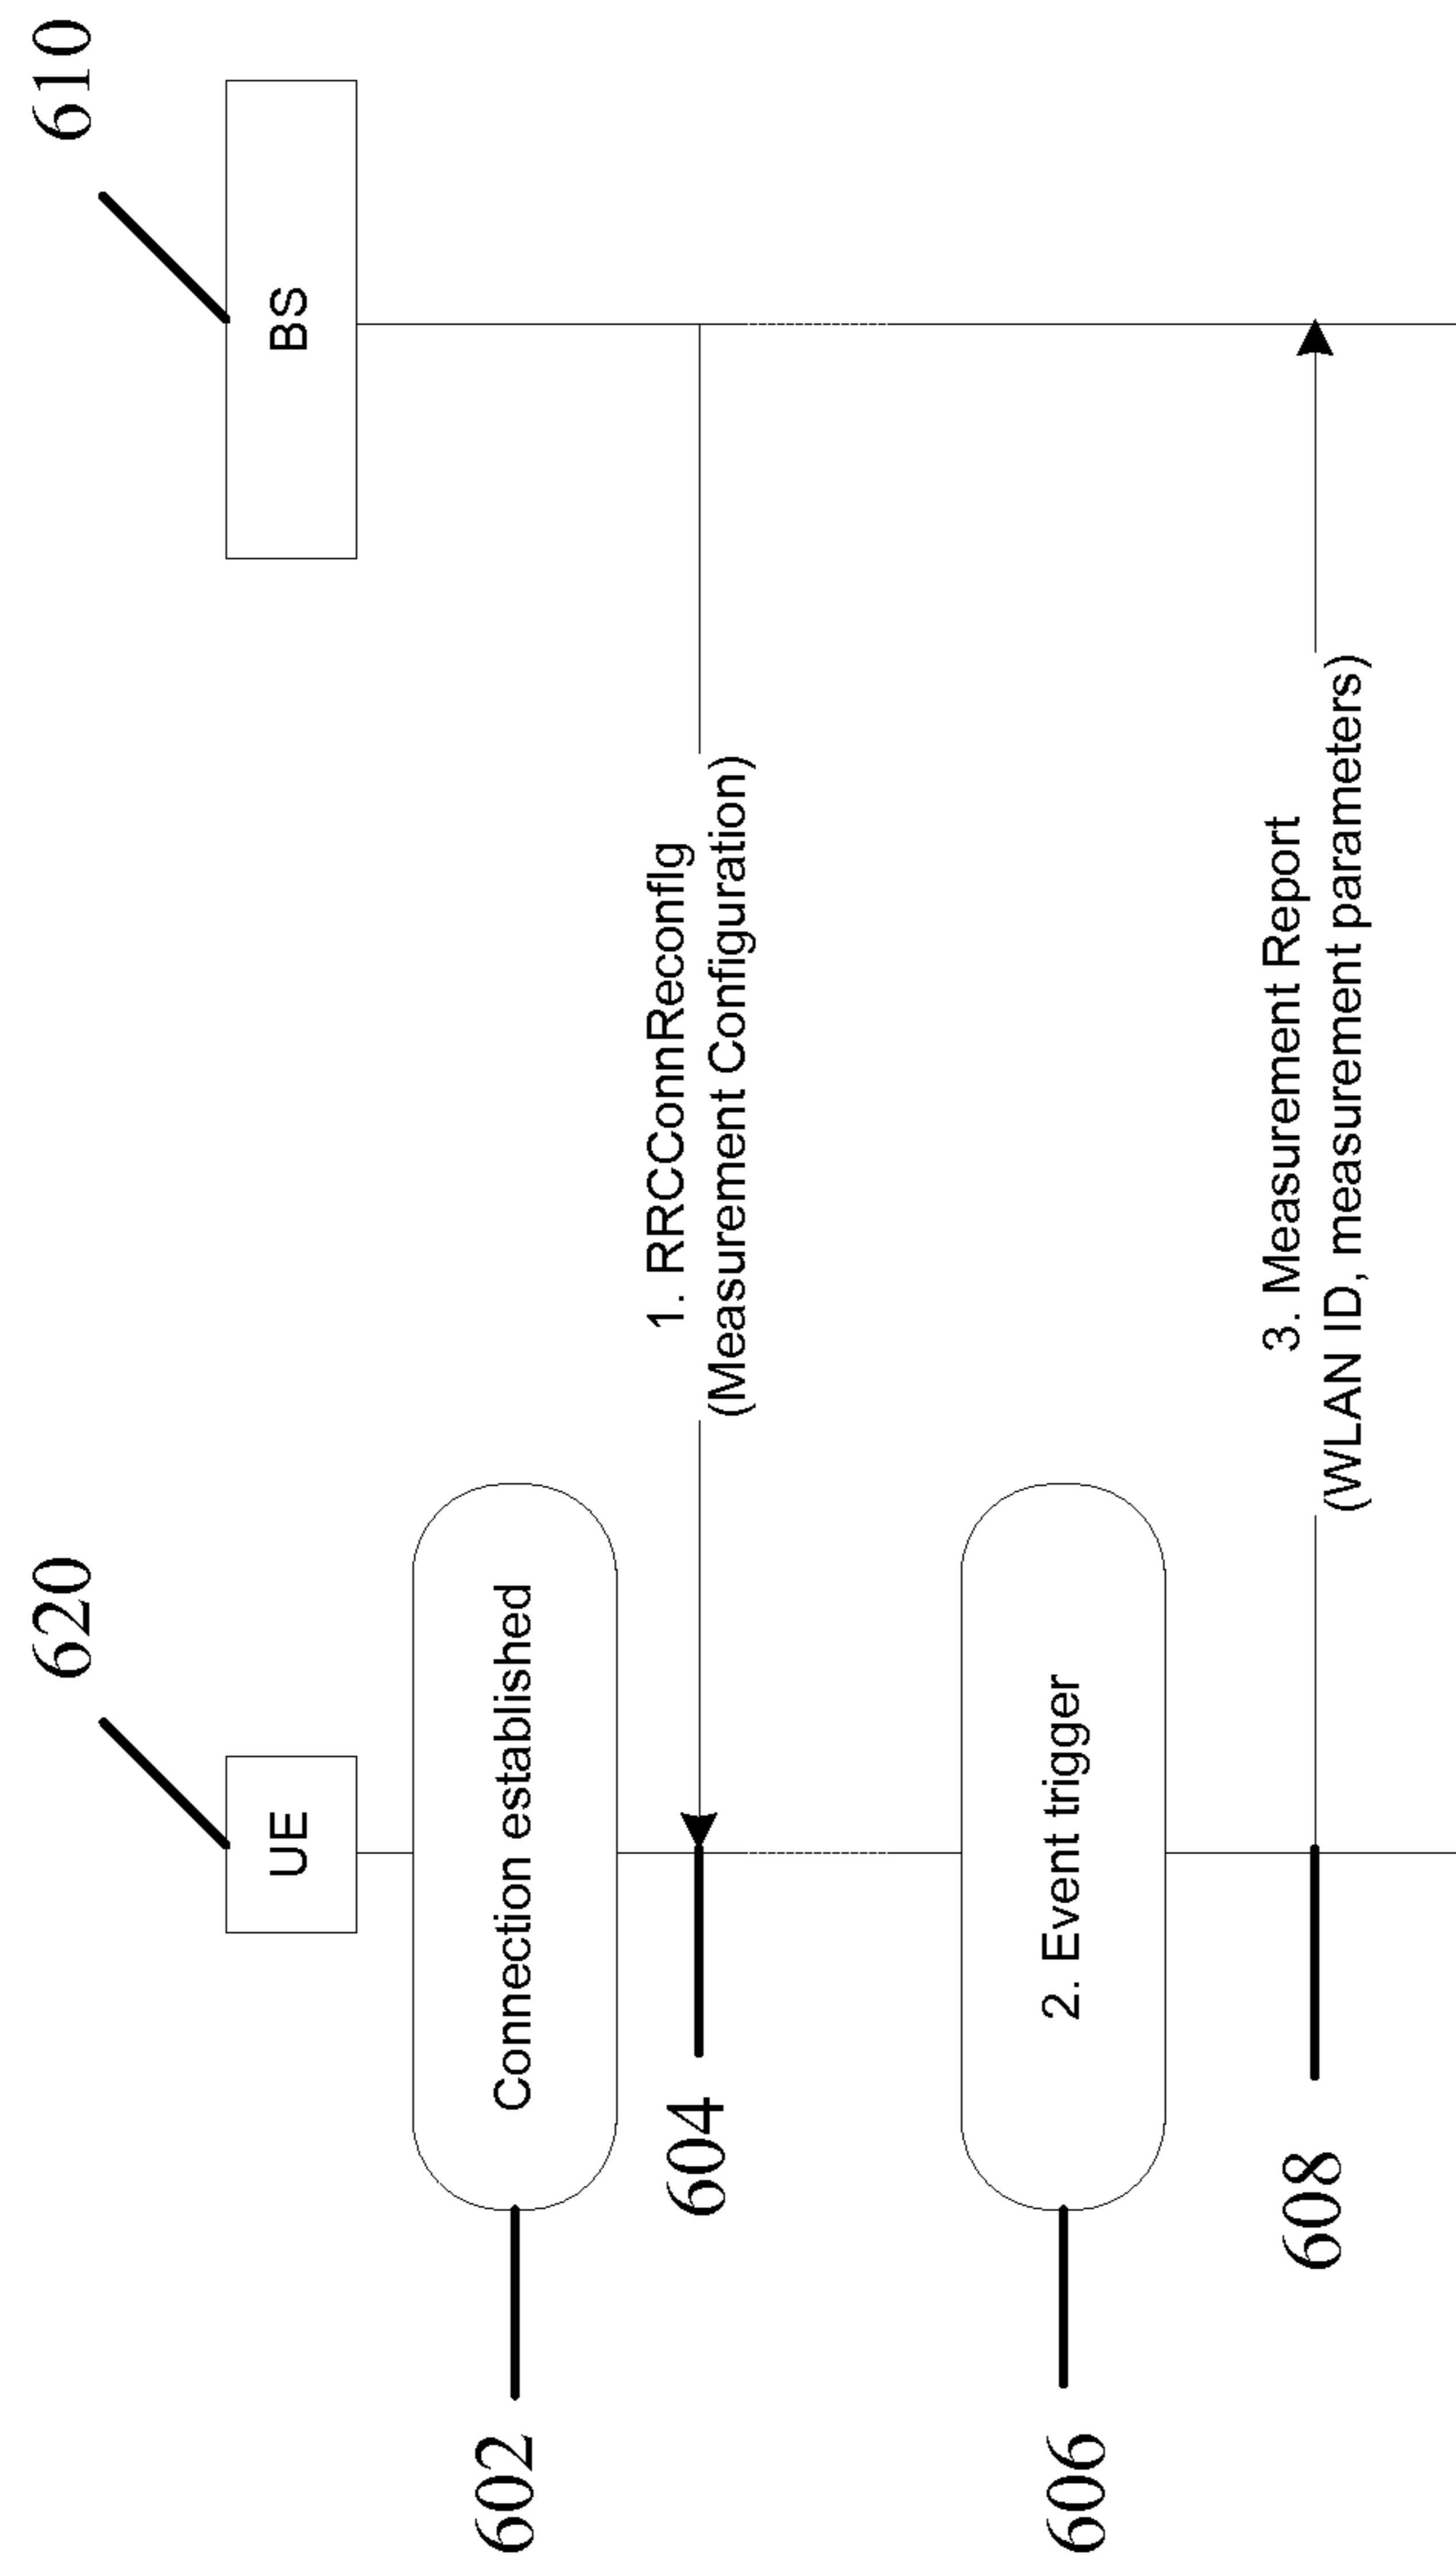 620
610
UE
BS
602
Connection established
604
1. RRCConnReconfig
(Measurement Configuration)
606
2. Event trigger
608
3. Measurement Report
(WLAN ID, measurement parameters)